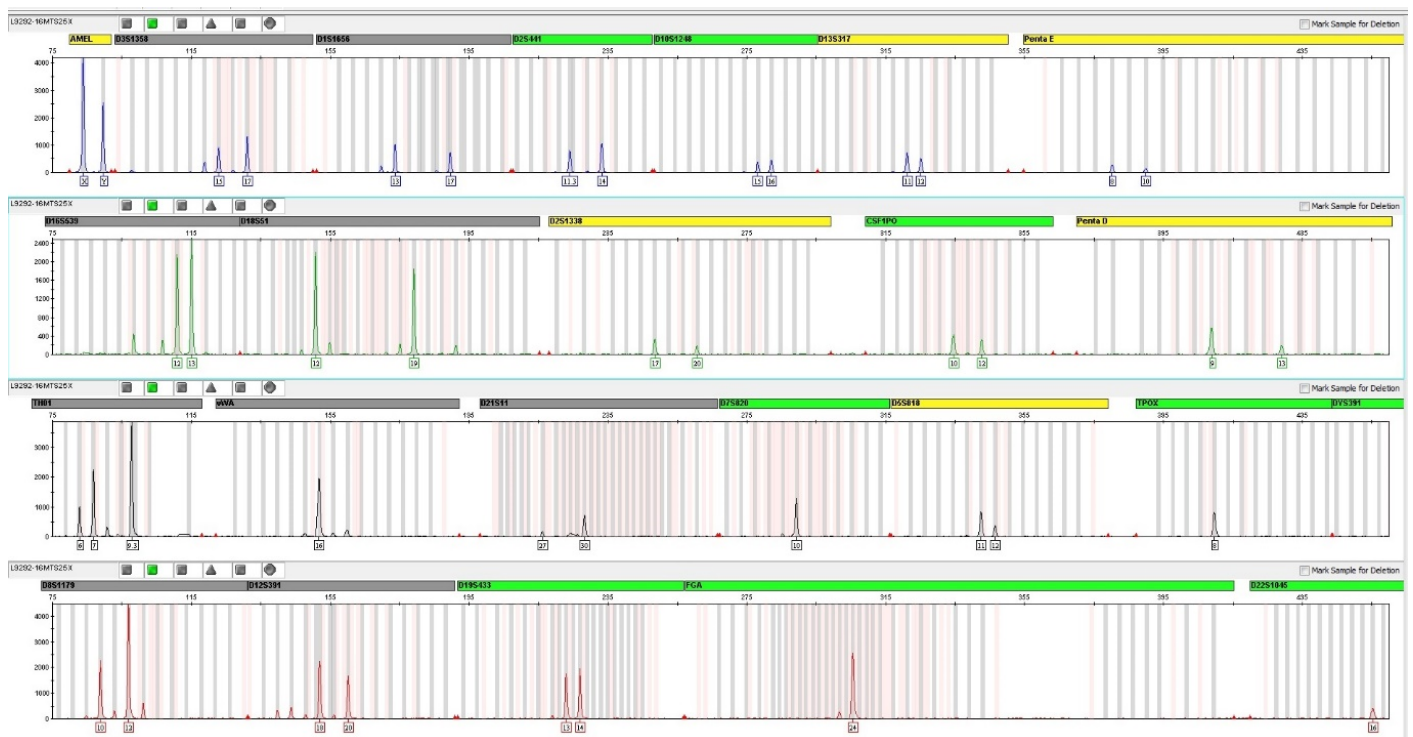 L9292-16MTS25X Mark Sample for Deletion
AMEL D3S1358 D1S1656 D2S441 D10S1248 D13S317 Penta E
75 115 155 195 235 275 315 355 395 435
4000
3000
2000
1000
0
X Y 15 17 13 17 11.3 14 15 16 11 12 8 10
L9292-16MTS25X Mark Sample for Deletion
D16S539 D18S51 D2S1338 CSF1PO Penta D
75 115 155 195 235 275 315 355 395 435
2400
2000
1600
1200
800
400
0
12 13 12 19 17 20 10 12 9 13
L9292-16MTS25X Mark Sample for Deletion
TH01 vWA D21S11 D7S820 D5S818 TPOX DYS391
75 115 155 195 235 275 315 355 395 435
3000
2000
1000
0
6 7 9.3 16 27 30 10 11 12 8
L9292-16MTS25X Mark Sample for Deletion
D8S1179 D12S391 D19S433 FGA D22S1045
75 115 155 195 235 275 315 355 395 435
4000
3000
2000
1000
0
10 12 18 20 13 14 24 16